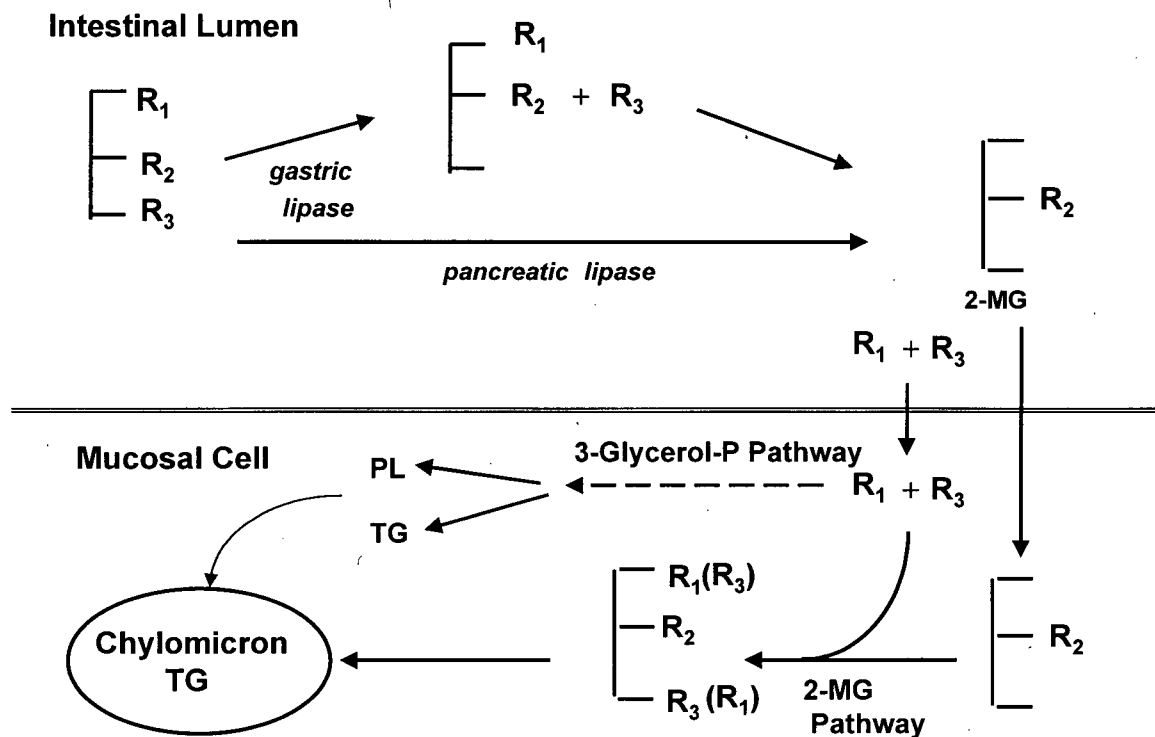 Intestinal Lumen
R₁
R₂
R₃
gastric
lipase
R₁
R₂ + R₃
pancreatic lipase
R₂
2-MG
R₁ + R₃
Mucosal Cell
3-Glycerol-P Pathway
R₁ + R₃
PL
TG
R₁(R₃)
R₂
R₃(R₁)
2-MG
Pathway
R₂
Chylomicron
TG